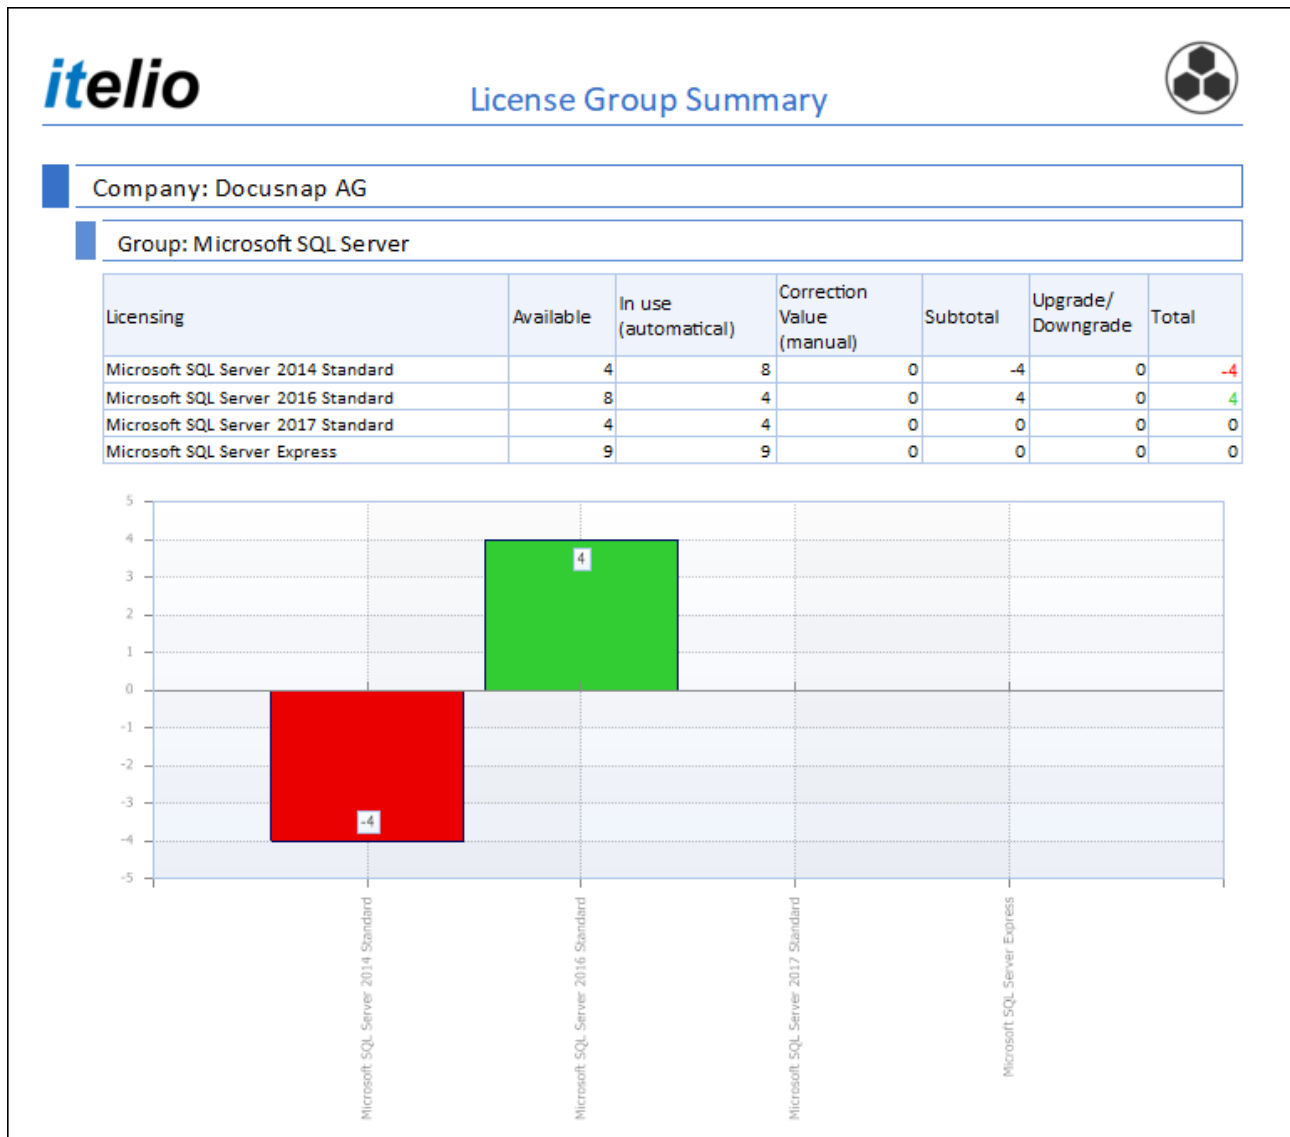 itelio
License Group Summary
Company: Docusnap AG
Group: Microsoft SQL Server
Licensing Available In use (automatical) Correction Value (manual) Subtotal Upgrade/ Downgrade Total
Microsoft SQL Server 2014 Standard 4 8 0 -4 0 -4
Microsoft SQL Server 2016 Standard 8 4 0 4 0 4
Microsoft SQL Server 2017 Standard 4 4 0 0 0 0
Microsoft SQL Server Express 9 9 0 0 0 0
5
4
4
3
2
1
0
-1
-2
-3
-4
-4
-5
Microsoft SQL Server 2014 Standard
Microsoft SQL Server 2016 Standard
Microsoft SQL Server 2017 Standard
Microsoft SQL Server Express